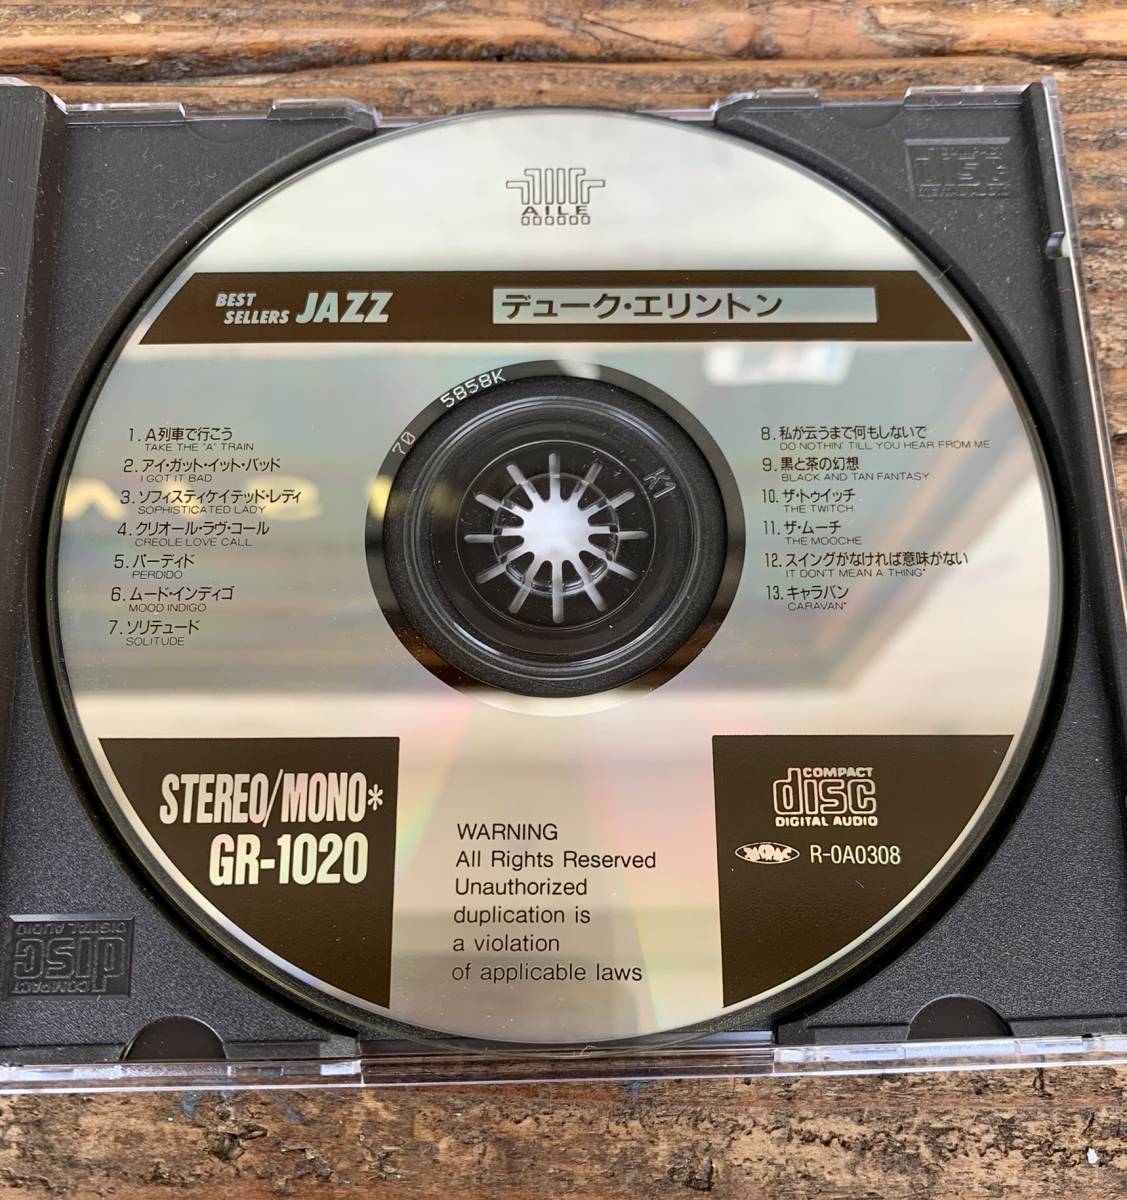 AILE
BEST
SELLERS JAZZ
デューク・エリントン
70 5858K
K1
1. A列車で行こう
TAKE THE "A" TRAIN
2. アイ・ガット・イット・バッド
I GOT IT BAD
3. ソフィスティケイテッド・レディ
SOPHISTICATED LADY
4. クリオール・ラヴ・コール
CREOLE LOVE CALL
5. パーディド
PERDIDO
6. ムード・インディゴ
MOOD INDIGO
7. ソリテュード
SOLITUDE
8. 私が云うまで何もしないで
DO NOTHIN' TILL YOU HEAR FROM ME
9. 黒と茶の幻想
BLACK AND TAN FANTASY
10. ザ・トゥイッチ
THE TWITCH
11. ザ・ムーチ
THE MOOCHE
12. スイングがなければ意味がない
IT DON'T MEAN A THING*
13. キャラバン
CARAVAN*
STEREO/MONO*
GR-1020
WARNING
All Rights Reserved
Unauthorized
duplication is
a violation
of applicable laws
COMPACT
disc
DIGITAL AUDIO
R-0A0308
COMPACT
disc
DIGITAL AUDIO
COMPACT
disc
DIGITAL AUDIO